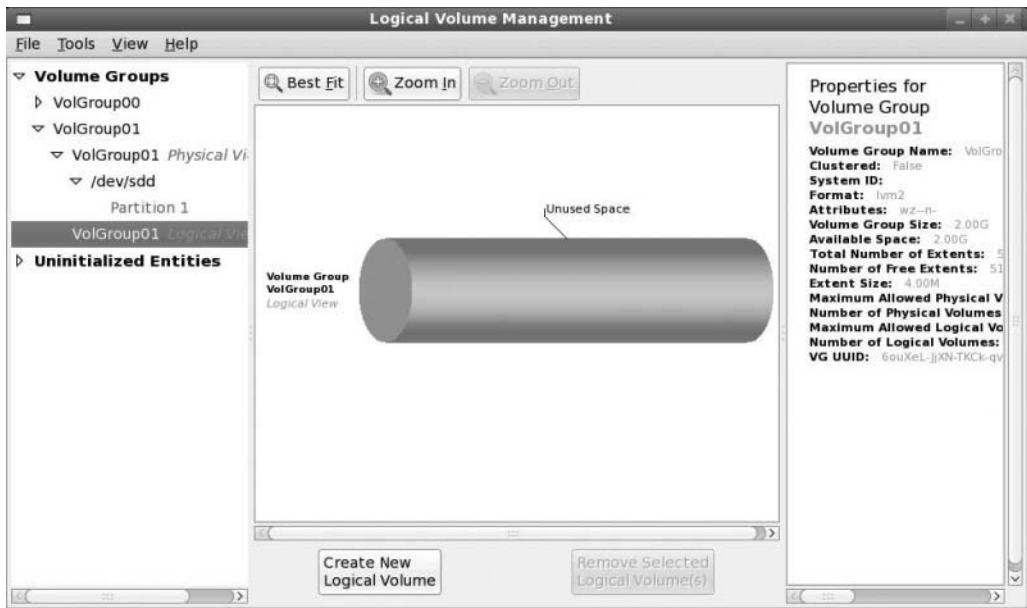 Logical Volume Management
File Tools View Help
Volume Groups
VolGroup00
VolGroup01
VolGroup01 Physical Vi
/dev/sdd
Partition 1
VolGroup01 Logical Vie
Uninitialized Entities
Best Fit Zoom In Zoom Out
Unused Space
Volume Group
VolGroup01
Logical View
Create New
Logical Volume
Remove Selected
Logical Volume(s)
Properties for
Volume Group
VolGroup01
Volume Group Name: VolGro
Clustered: False
System ID:
Format: lvm2
Attributes: wz--n-
Volume Group Size: 2.00G
Available Space: 2.00G
Total Number of Extents: 5
Number of Free Extents: 51
Extent Size: 4.00M
Maximum Allowed Physical V
Number of Physical Volumes
Maximum Allowed Logical Vo
Number of Logical Volumes:
VG UUID: 6ouXeL-JjXN-TKCk-qv